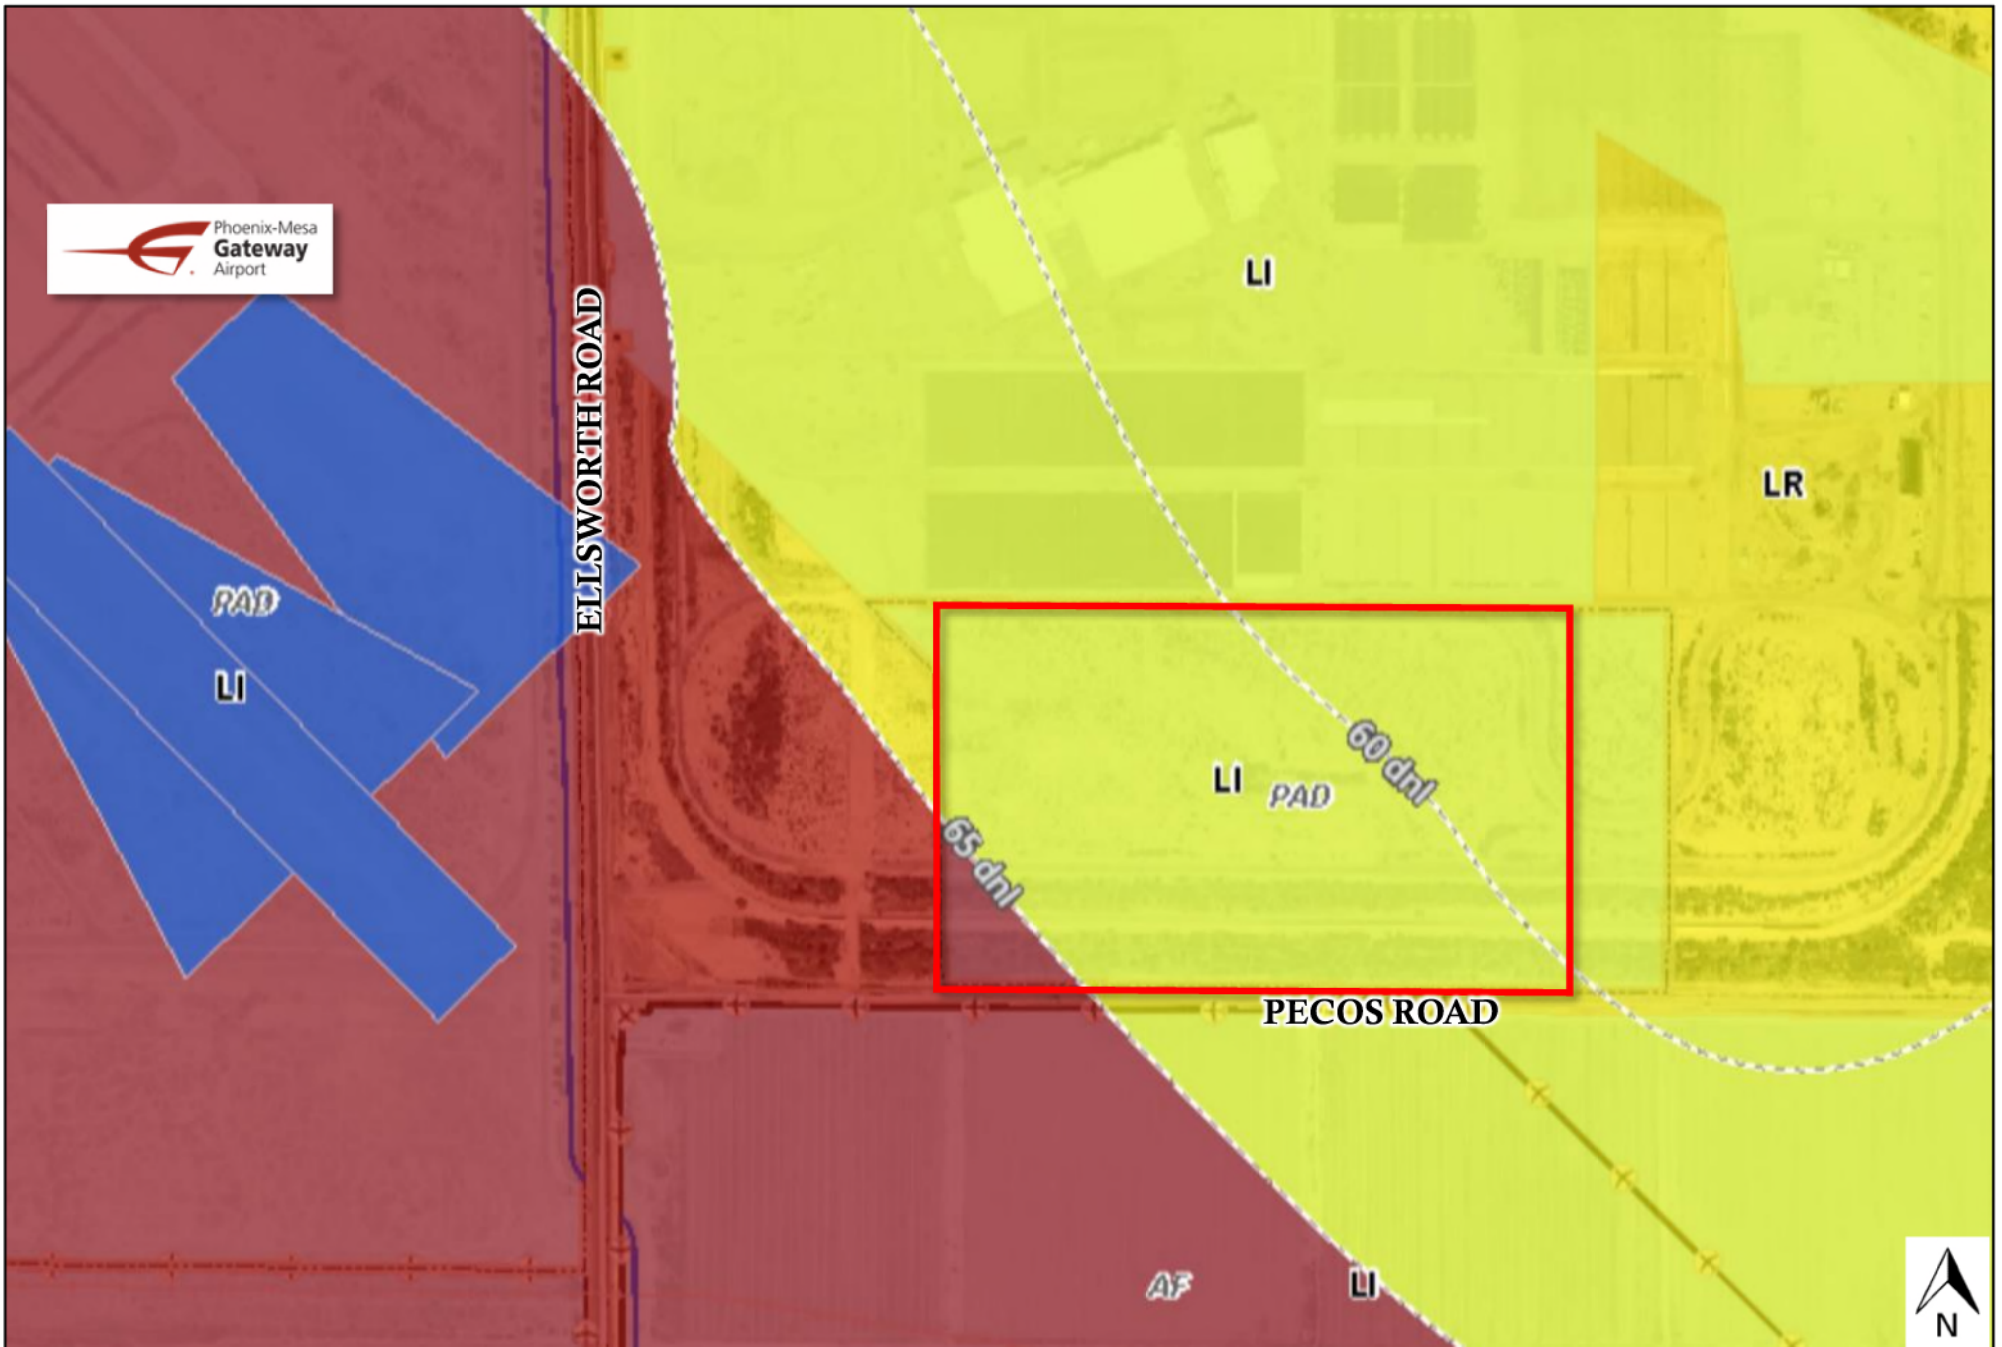 Phoenix-Mesa
Gateway
Airport
ELLSWORTH ROAD
LI
LR
PAD
LI
60 dnl
LI
PAD
65 dnl
PECOS ROAD
AF
LI
N